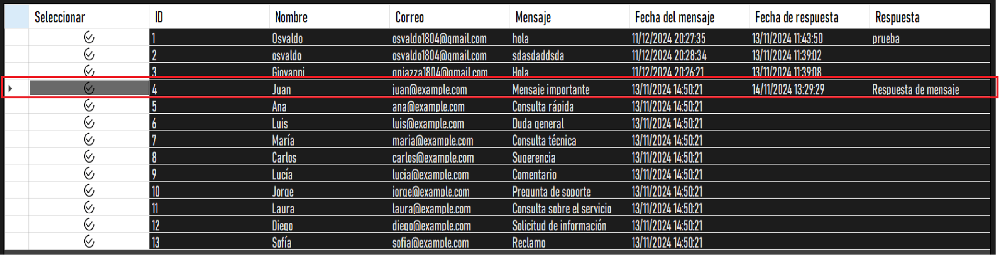 Seleccionar ID Nombre Correo Mensaje Fecha del mensaje Fecha de respuesta Respuesta
1 Osvaldo osvaldo1804@gmail.com hola 11/12/2024 20:27:35 13/11/2024 11:43:50 prueba
2 osvaldo osvaldo1804@gmail.com sdasdaddsda 11/12/2024 20:28:34 13/11/2024 11:39:02
3 Giovanni gpiazza1804@gmail.com Hola 11/12/2024 20:26:21 13/11/2024 11:39:08
4 Juan juan@example.com Mensaje importante 13/11/2024 14:50:21 14/11/2024 13:29:29 Respuesta de mensaje
5 Ana ana@example.com Consulta rápida 13/11/2024 14:50:21
6 Luis luis@example.com Duda general 13/11/2024 14:50:21
7 María maria@example.com Consulta técnica 13/11/2024 14:50:21
8 Carlos carlos@example.com Sugerencia 13/11/2024 14:50:21
9 Lucía lucia@example.com Comentario 13/11/2024 14:50:21
10 Jorge jorge@example.com Pregunta de soporte 13/11/2024 14:50:21
11 Laura laura@example.com Consulta sobre el servicio 13/11/2024 14:50:21
12 Diego diego@example.com Solicitud de información 13/11/2024 14:50:21
13 Sofía sofia@example.com Reclamo 13/11/2024 14:50:21